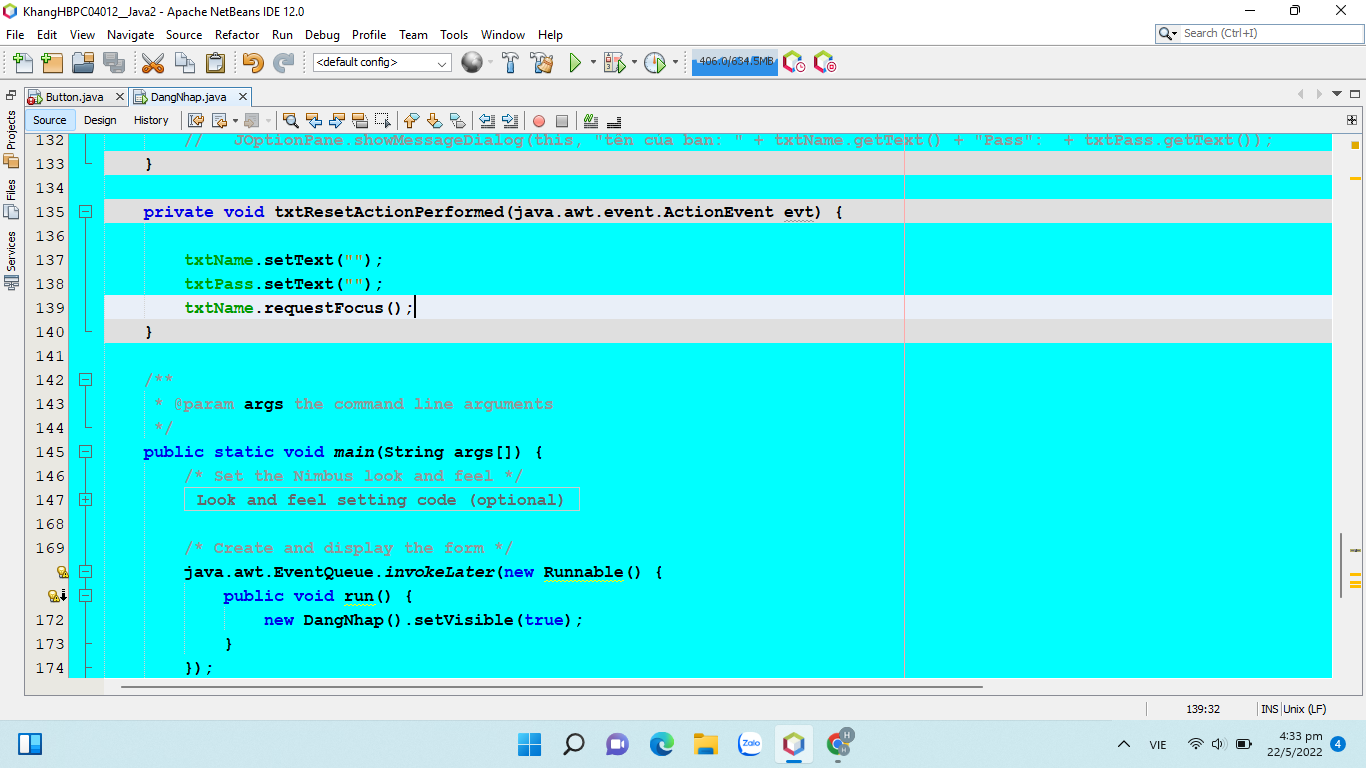 KhangHBPC04012__Java2 - Apache NetBeans IDE 12.0
File Edit View Navigate Source Refactor Run Debug Profile Team Tools Window Help
Search (Ctrl+I)
<default config>
406.0/634.5MB
Button.java
DangNhap.java
Source Design History
Projects
Files
Services
132 // JOptionPane.showMessageDialog(this, "tên của bạn: " + txtName.getText() + "Pass": + txtPass.getText());
133 }
134
135 private void txtResetActionPerformed(java.awt.event.ActionEvent evt) {
136
137 txtName.setText("");
138 txtPass.setText("");
139 txtName.requestFocus();
140 }
141
142 /**
143 * @param args the command line arguments
144 */
145 public static void main(String args[]) {
146 /* Set the Nimbus look and feel */
147 Look and feel setting code (optional)
168
169 /* Create and display the form */
java.awt.EventQueue.invokeLater(new Runnable() {
public void run() {
172 new DangNhap().setVisible(true);
173 }
174 });
139:32 INS Unix (LF)
Zalo
H
H
VIE
4:33 pm
22/5/2022
4